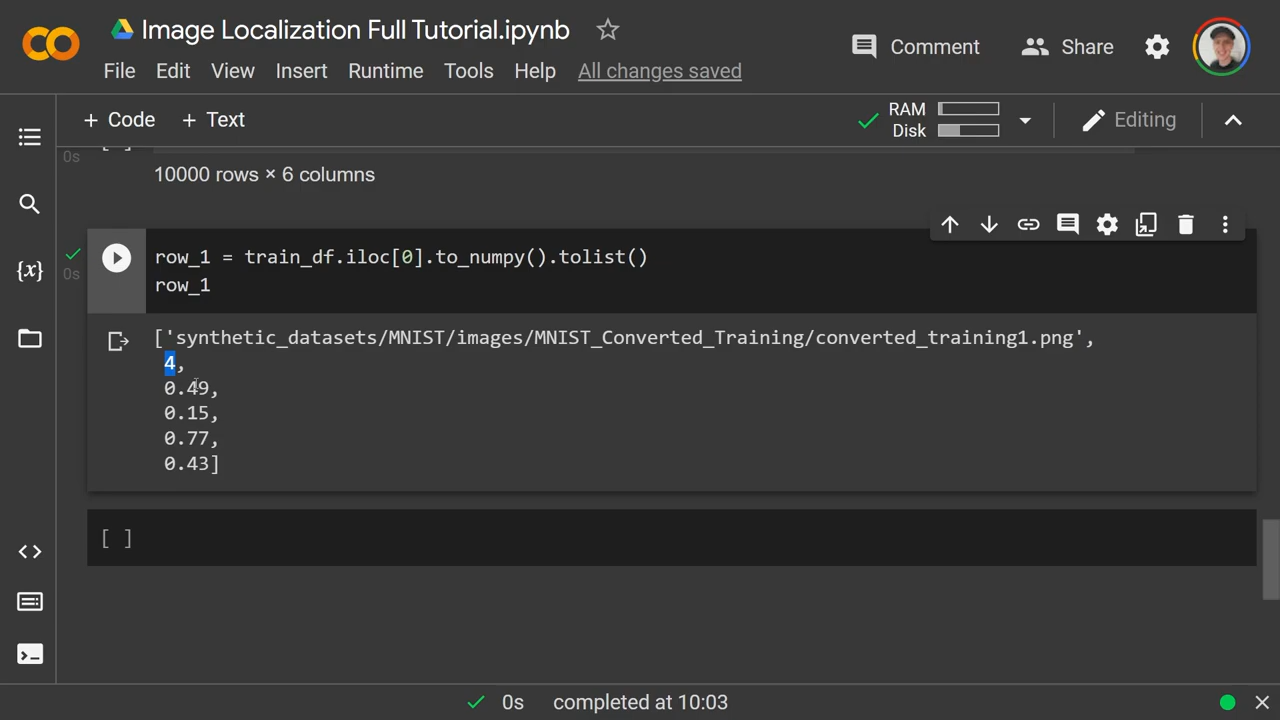 Image Localization Full Tutorial.ipynb
Comment
Share
File Edit View Insert Runtime Tools Help All changes saved
+ Code + Text
RAM
Disk
Editing
0s
10000 rows × 6 columns
0s
row_1 = train_df.iloc[0].to_numpy().tolist()
row_1
['synthetic_datasets/MNIST/images/MNIST_Converted_Training/converted_training1.png',
4,
0.49,
0.15,
0.77,
0.43]
{x}
[ ]
0s completed at 10:03